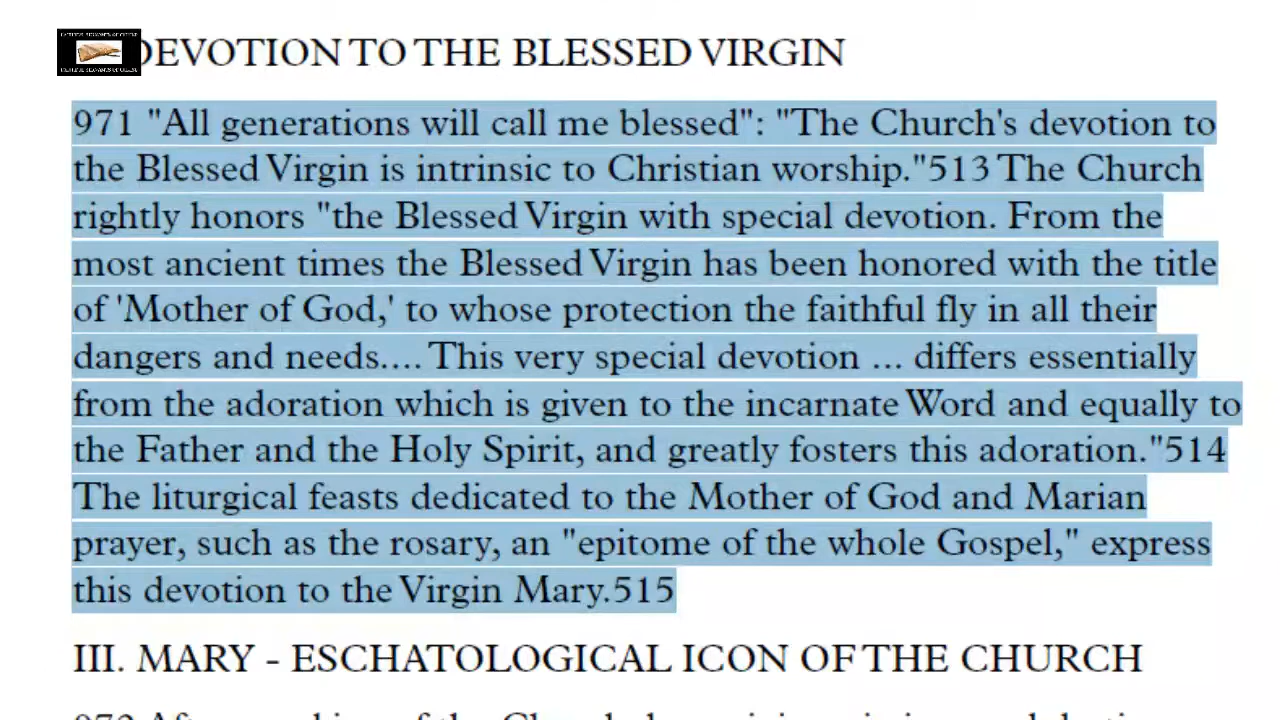 DEVOTION TO THE BLESSED VIRGIN
971 "All generations will call me blessed": "The Church's devotion to
the Blessed Virgin is intrinsic to Christian worship."513 The Church
rightly honors "the Blessed Virgin with special devotion. From the
most ancient times the Blessed Virgin has been honored with the title
of 'Mother of God,' to whose protection the faithful fly in all their
dangers and needs.... This very special devotion ... differs essentially
from the adoration which is given to the incarnate Word and equally to
the Father and the Holy Spirit, and greatly fosters this adoration."514
The liturgical feasts dedicated to the Mother of God and Marian
prayer, such as the rosary, an "epitome of the whole Gospel," express
this devotion to the Virgin Mary.515
III. MARY - ESCHATOLOGICAL ICON OF THE CHURCH